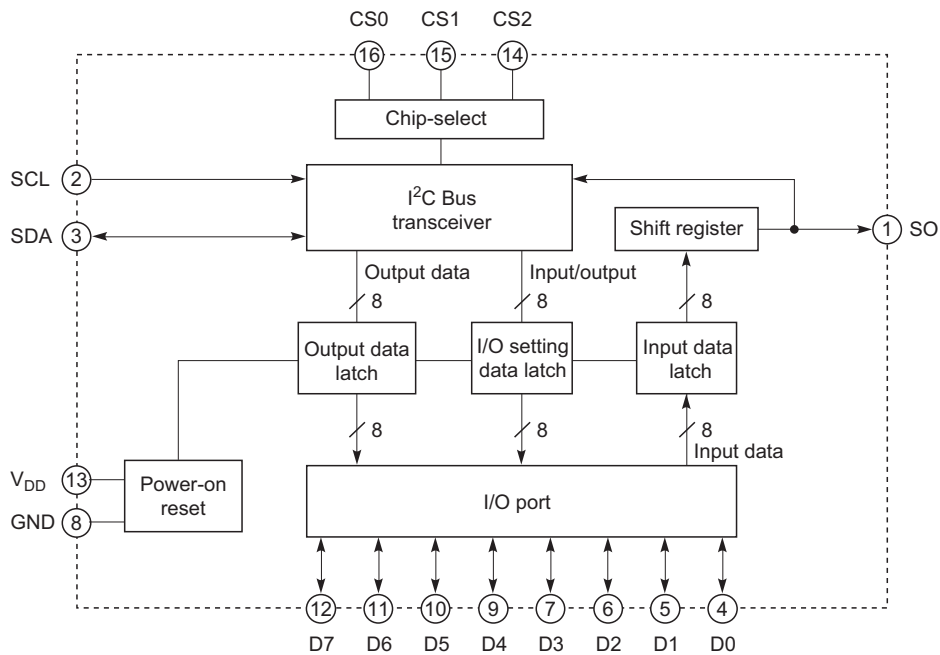 CS0 CS1 CS2
16 15 14
Chip-select
SCL 2
I²C Bus
transceiver
SDA 3
Shift register
1 SO
Output data
Input/output
8 8 8
Output data
latch
I/O setting
data latch
Input data
latch
8 8 8
Input data
VDD 13
Power-on
reset
GND 8
I/O port
12 11 10 9 7 6 5 4
D7 D6 D5 D4 D3 D2 D1 D0